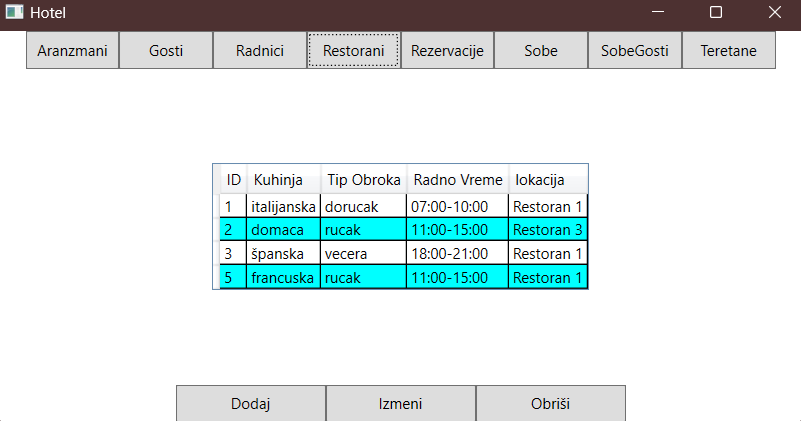 Hotel
Aranzmani Gosti Radnici Restorani Rezervacije Sobe SobeGosti Teretane
ID Kuhinja Tip Obroka Radno Vreme lokacija
1 italijanska dorucak 07:00-10:00 Restoran 1
2 domaca rucak 11:00-15:00 Restoran 3
3 španska vecera 18:00-21:00 Restoran 1
5 francuska rucak 11:00-15:00 Restoran 1
Dodaj Izmeni Obriši